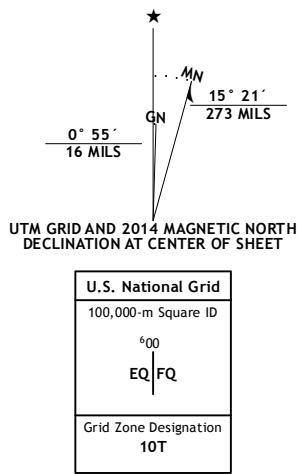 ★
MN
15° 21´
273 MILS
GN
0° 55´
16 MILS
UTM GRID AND 2014 MAGNETIC NORTH
DECLINATION AT CENTER OF SHEET
U.S. National Grid
100,000-m Square ID
⁶00
EQ FQ
Grid Zone Designation
10T